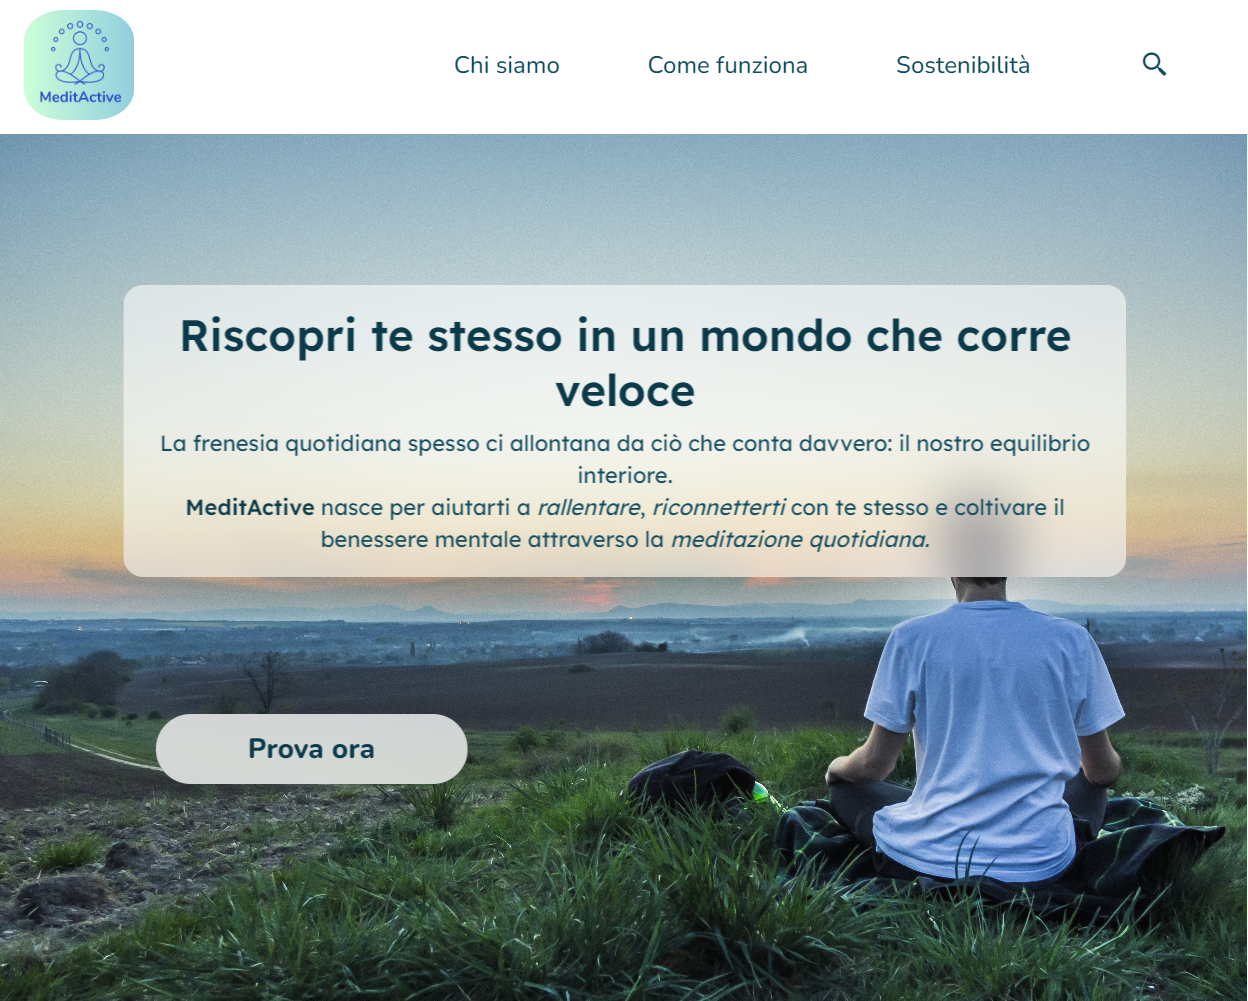 MeditActive
Chi siamo
Come funziona
Sostenibilità
Riscopri te stesso in un mondo che corre
veloce
La frenesia quotidiana spesso ci allontana da ciò che conta davvero: il nostro equilibrio
interiore.
MeditActive nasce per aiutarti a rallentare, riconnetterti con te stesso e coltivare il
benessere mentale attraverso la meditazione quotidiana.
Prova ora